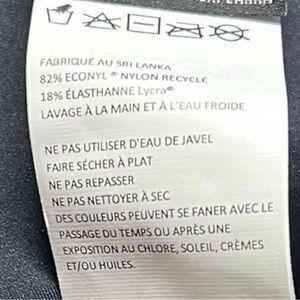 FABRIQUÉ AU SRI LANKA
82% ECONYL ® NYLON RECYCLÉ
18% ÉLASTHANNE Lycra®
LAVAGE À LA MAIN ET À L'EAU FROIDE
NE PAS UTILISER D'EAU DE JAVEL
FAIRE SÉCHER À PLAT
NE PAS REPASSER
NE PAS NETTOYER À SEC
DES COULEURS PEUVENT SE FANER AVEC LE
PASSAGE DU TEMPS OU APRÈS UNE
EXPOSITION AU CHLORE, SOLEIL, CRÈMES
ET/OU HUILES.